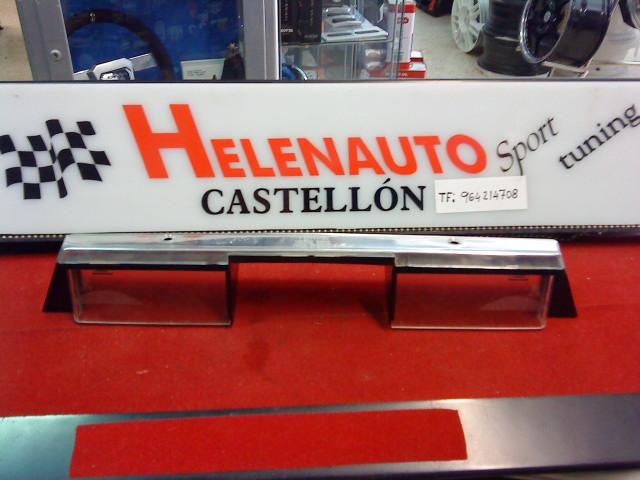 HELENAUTO Sport tuning
CASTELLÓN TF: 964214708